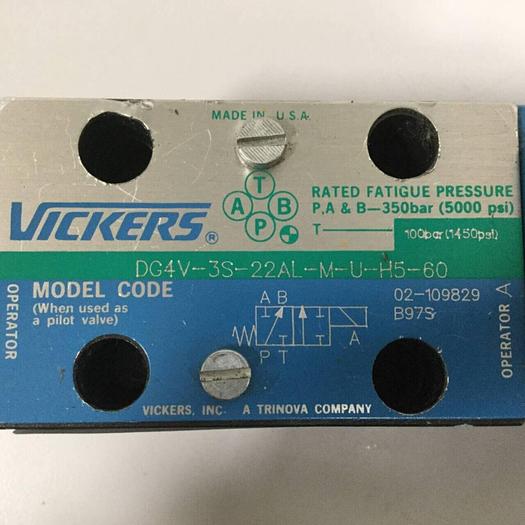 MADE IN U.S.A.
VICKERS®
T
A B
P
RATED FATIGUE PRESSURE
P,A & B—350bar (5000 psi)
T— 100bar(1450psi)
DG4V-3S-22AL-M-U-H5-60
OPERATOR
MODEL CODE
(When used as
a pilot valve)
A B
P T
A
02-109829
B97S
OPERATOR A
VICKERS, INC. A TRINOVA COMPANY